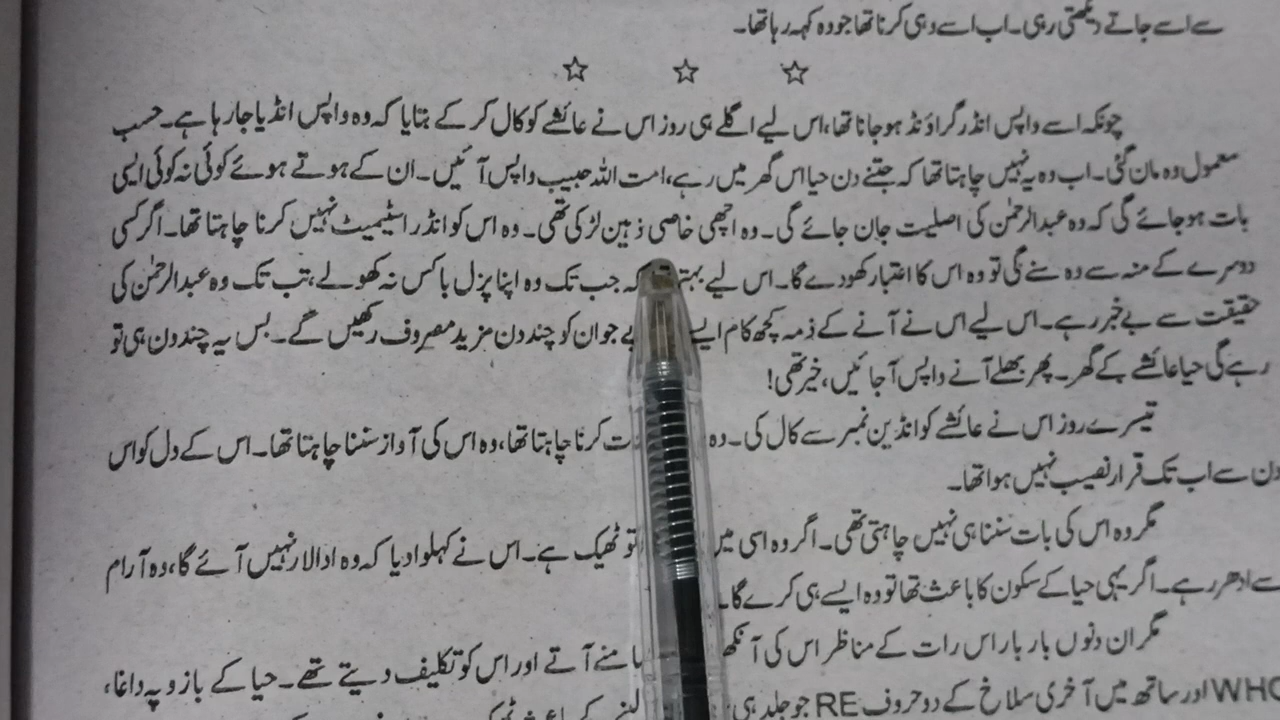 سے اسے جاتے دیکھتی رہی۔ اب اسے وہی کرنا تھا جو وہ کہہ رہا تھا۔
☆ ☆ ☆
چونکہ اسے واپس انڈر گراؤنڈ ہو جانا تھا، اس لیے اگلے ہی روز اس نے عائشے کو کال کر کے بتایا کہ وہ واپس انڈیا جا رہا ہے۔ حسب
معمول وہ مان گئی۔ اب وہ یہ نہیں چاہتا تھا کہ جتنے دن حیا اس گھر میں رہے، امت اللہ حبیب واپس آئیں۔ ان کے ہوتے ہوئے کوئی نہ کوئی ایسی
بات ہو جائے گی کہ وہ عبدالرحمٰن کی اصلیت جان جائے گی۔ وہ اچھی خاصی ذہین لڑکی تھی۔ وہ اس کو انڈر اسٹیمیٹ نہیں کرنا چاہتا تھا۔ اگر کسی
دوسرے کے منہ سے وہ سنے گی تو وہ اس کا اعتبار کھو دے گا۔ اس لیے کہ جب تک وہ اپنا پزل باکس نہ کھولے، تب تک وہ عبدالرحمٰن کی
حقیقت سے بے خبر رہے۔ اس لیے اس نے آنے کے ذمہ کچھ کام جو ان کو چند دن مزید مصروف رکھیں گے۔ بس یہ چند دن ہی تو
رہے گی حیا عائشے کے گھر۔ پھر بھلے آنے واپس آ جائیں، خیر تھی!
تیسرے روز اس نے عائشے کو انڈین نمبر سے کال کی۔ وہ کرنا چاہتا تھا، وہ اس کی آواز سننا چاہتا تھا۔ اس کے دل کو اس
دن سے اب تک قرار نصیب نہیں ہوا تھا۔
مگر وہ اس کی بات سننا ہی نہیں چاہتی تھی۔ اگر وہ اسی میں تو ٹھیک ہے۔ اس نے کہلوا دیا کہ وہ ادالار نہیں آئے گا، وہ آرام
سے ادھر رہے۔ اگر یہی حیا کے سکون کا باعث تھا تو وہ ایسے ہی کرے گا۔
مگر ان دنوں بار بار اس رات کے مناظر اس کی آتے اور اس کو تکلیف دیتے تھے۔ حیا کے بازو پہ داغا،
WHO اور ساتھ میں آخری سلاخ کے دو حروف RE جو جلد ہی